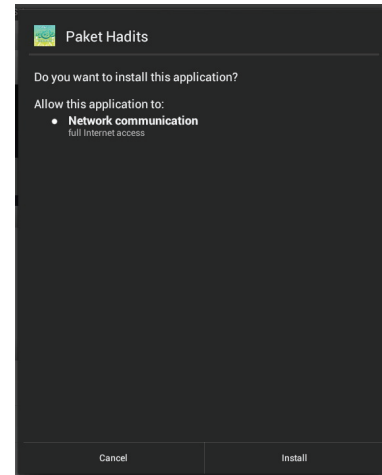 Paket Hadits
Do you want to install this application?
Allow this application to:
● Network communication
full Internet access
Cancel
Install